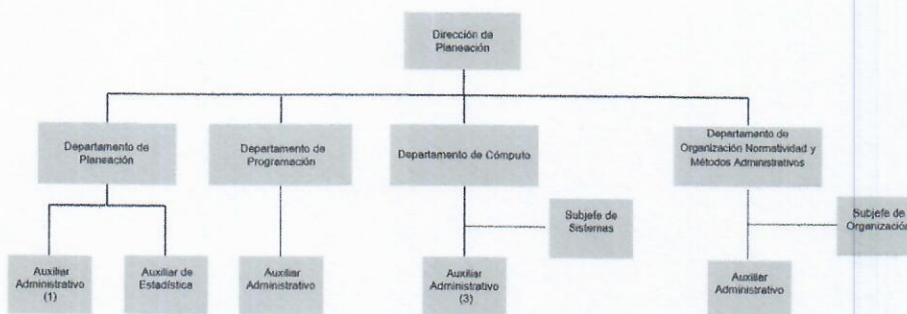 Dirección de
Planeación
Departamento de
Planeación
Departamento de
Programación
Departamento de Cómputo
Departamento de
Organización Normatividad y
Métodos Administrativos
Subjefe de
Sistemas
Subjefe de
Organización
Auxiliar
Administrativo
(1)
Auxiliar de
Estadística
Auxiliar
Administrativo
Auxiliar
Administrativo
(3)
Auxiliar
Administrativo